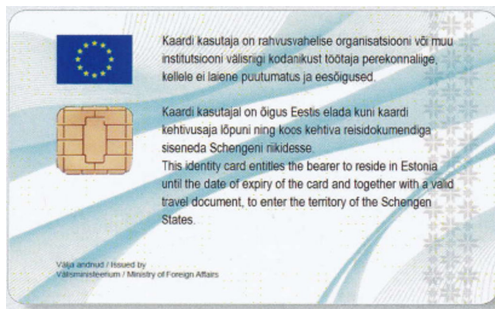 Kaardi kasutaja on rahvusvahelise organisatsiooni või muu
institutsiooni välisriigi kodanikust töötaja perekonnaliige,
kellele ei laiene puutumatus ja eesõigused.
Kaardi kasutajal on õigus Eestis elada kuni kaardi
kehtivusaja lõpuni ning koos kehtiva reisidokumendiga
siseneda Schengeni riikidesse.
This identity card entitles the bearer to reside in Estonia
until the date of expiry of the card and together with a valid
travel document, to enter the territory of the Schengen
States.
Välja andnud / Issued by
Välisministeerium / Ministry of Foreign Affairs